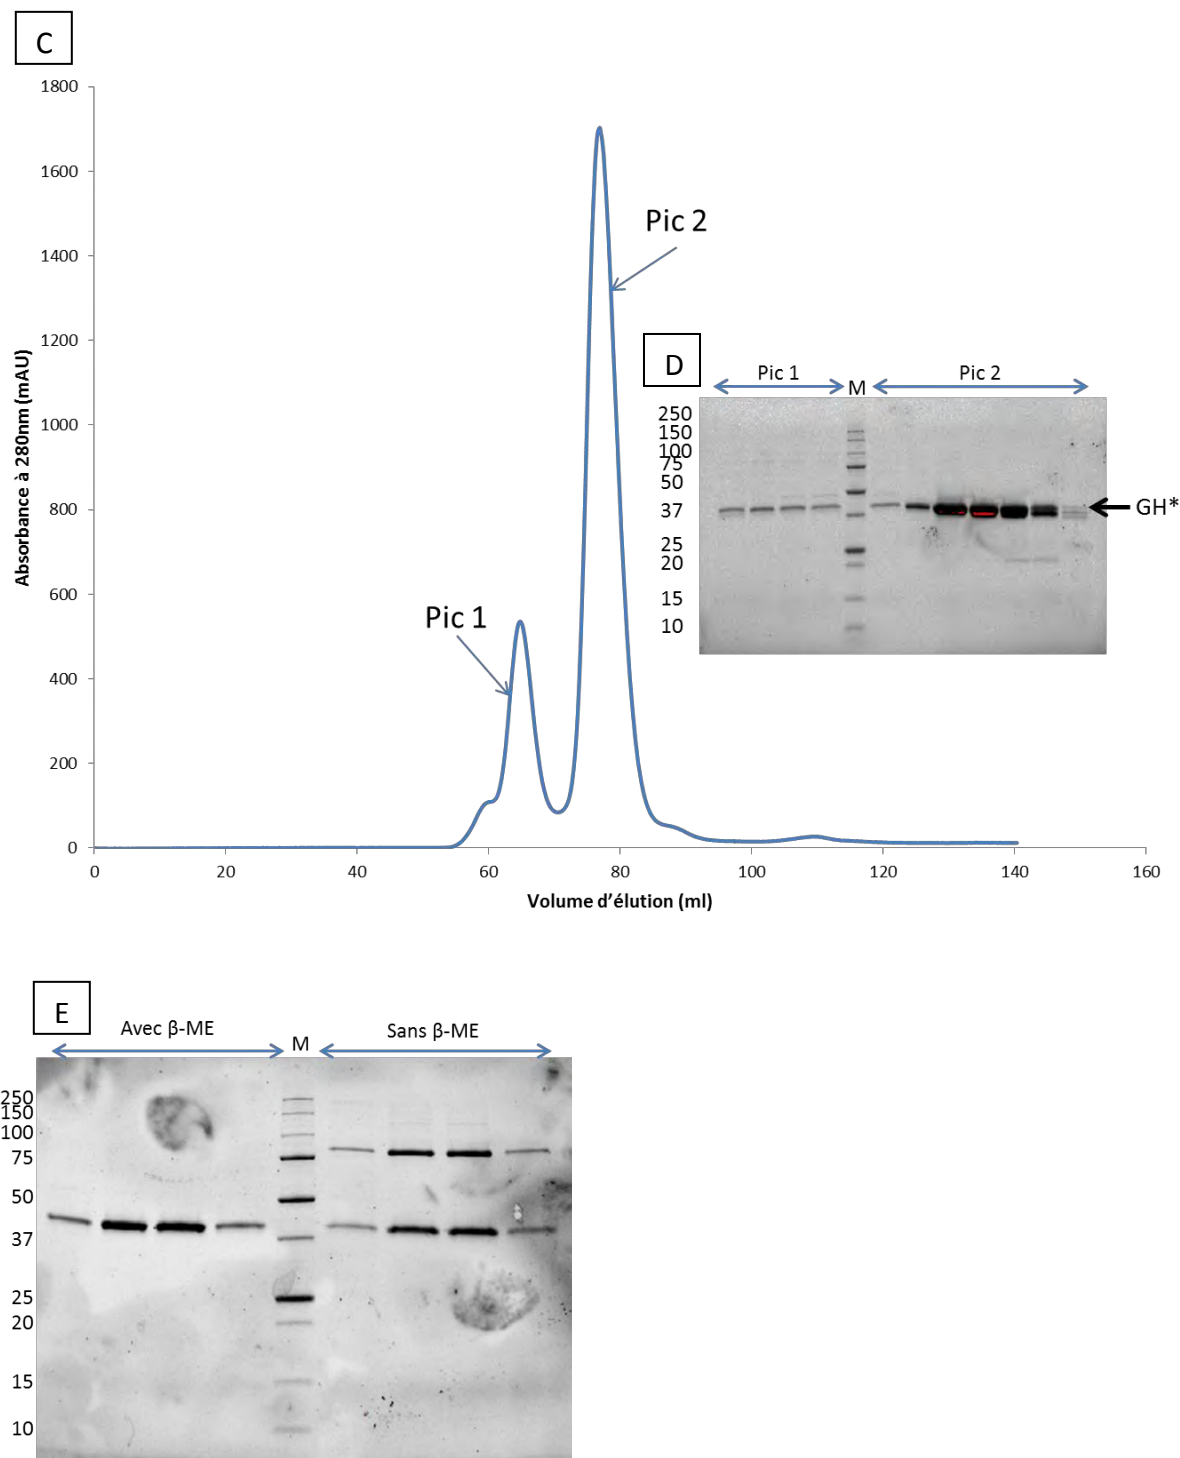 C
1800
1600
1400
1200
1000
800
600
400
200
0
Absorbance à 280nm (mAU)
0 20 40 60 80 100 120 140 160
Volume d’élution (ml)
Pic 1
Pic 2
D
Pic 1 M Pic 2
250
150
100
75
50
37
25
20
15
10
GH*
E
Avec β-ME M Sans β-ME
250
150
100
75
50
37
25
20
15
10